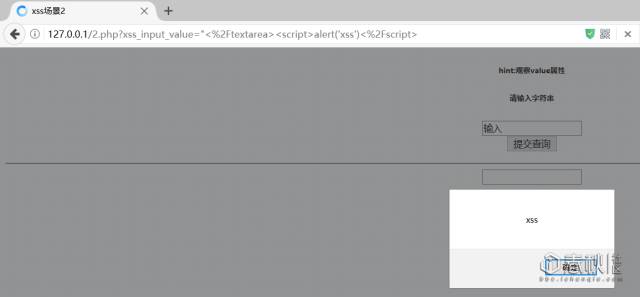 xss场景2
127.0.0.1/2.php?xss_input_value="<%2Ftextarea><script>alert('xss')<%2Fscript>
hint:观察value属性
请输入字符串
输入
提交查询
xss
确定